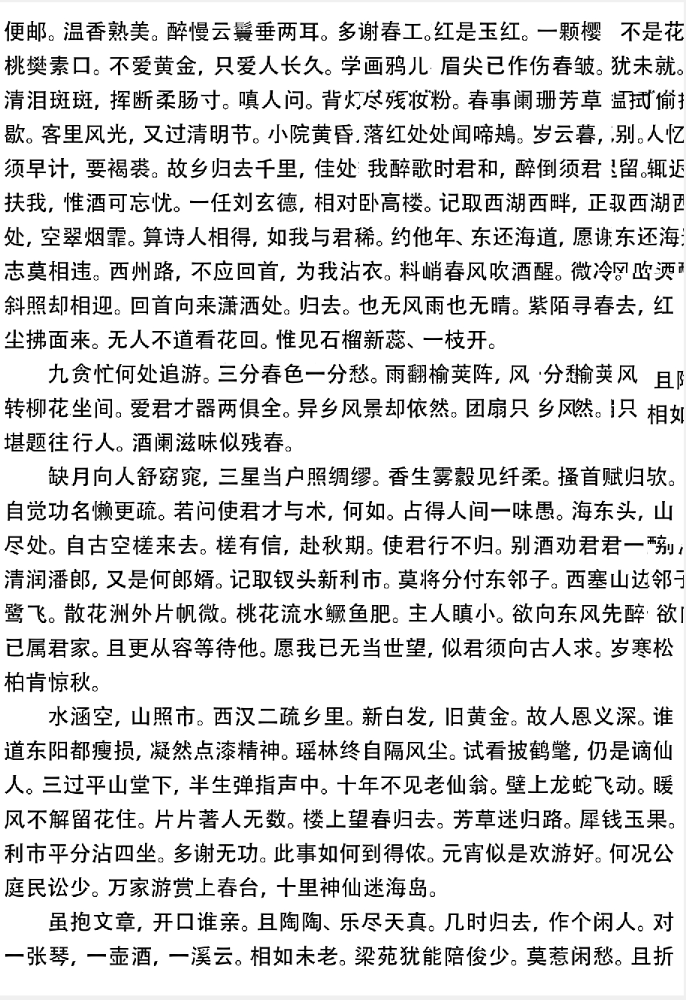 便邮。温香熟美。醉慢云鬟垂两耳。多谢春工。红是玉红。一颗樱 不是花
桃樊素口。不爱黄金，只爱人长久。学画鸦儿 眉尖已作伤春皱。犹未就。
清泪斑斑，挥断柔肠寸。嗔人问。背灯尽残妆粉。春事阑珊芳草 温拭偷
歇。客里风光，又过清明节。小院黄昏 落红处处闻啼鴂。岁云暮， 别。人忆
须早计，要褐裘。故乡归去千里，佳处 我醉歌时君和，醉倒须君 留。辄迟
扶我，惟酒可忘忧。一任刘玄德，相对卧高楼。记取西湖西畔，正取西湖西
处，空翠烟霏。算诗人相得，如我与君稀。约他年、东还海道，愿谢东还海
志莫相违。西州路，不应回首，为我沾衣。料峭春风吹酒醒。微冷
斜照却相迎。回首向来潇洒处。归去。也无风雨也无晴。紫陌寻春去，红
尘拂面来。无人不道看花回。惟见石榴新蕊、一枝开。
九衮忙何处追游。三分春色一分愁。雨翻榆荚阵，风 分愁榆荚风 且
转柳花 坐间。爱君才器两俱全。异乡风景却依然。团扇只 乡风然。 只 相如
堪题往行人。酒阑滋味似残春。
缺月向人舒窈窕，三星当户照绸缪。香生雾縠见纤柔。搔首赋归欤。
自觉功名懒更疏。若问使君才与术，何如。占得人间一味愚。海东头，山
尽处。自古空槎来去。槎有信，赴秋期。使君行不归。别酒劝君君一醉
清润潘郎，又是何郎婿。记取钗头新利市。莫将分付东邻子。西塞山边邻子
鹭飞。散花洲外片帆微。桃花流水鳜鱼肥。主人瞋小。欲向东风先醉 欲
已属君家。且更从容等待他。愿我已无当世望，似君须向古人求。岁寒松
柏肯惊秋。
水涵空，山照市。西汉二疏乡里。新白发，旧黄金。故人恩义深。谁
道东阳都瘦损，凝然点漆精神。瑶林终自隔风尘。试看披鹤氅，仍是谪仙
人。三过平山堂下，半生弹指声中。十年不见老仙翁。壁上龙蛇飞动。暖
风不解留花住。片片著人无数。楼上望春归去。芳草迷归路。犀钱玉果。
利市平分沾四坐。多谢无功。此事如何到得侬。元宵似是欢游好。何况公
庭民讼少。万家游赏上春台，十里神仙迷海岛。
虽抱文章，开口谁亲。且陶陶、乐尽天真。几时归去，作个闲人。对
一张琴，一壶酒，一溪云。相如未老。梁苑犹能陪俊少。莫惹闲愁。且折